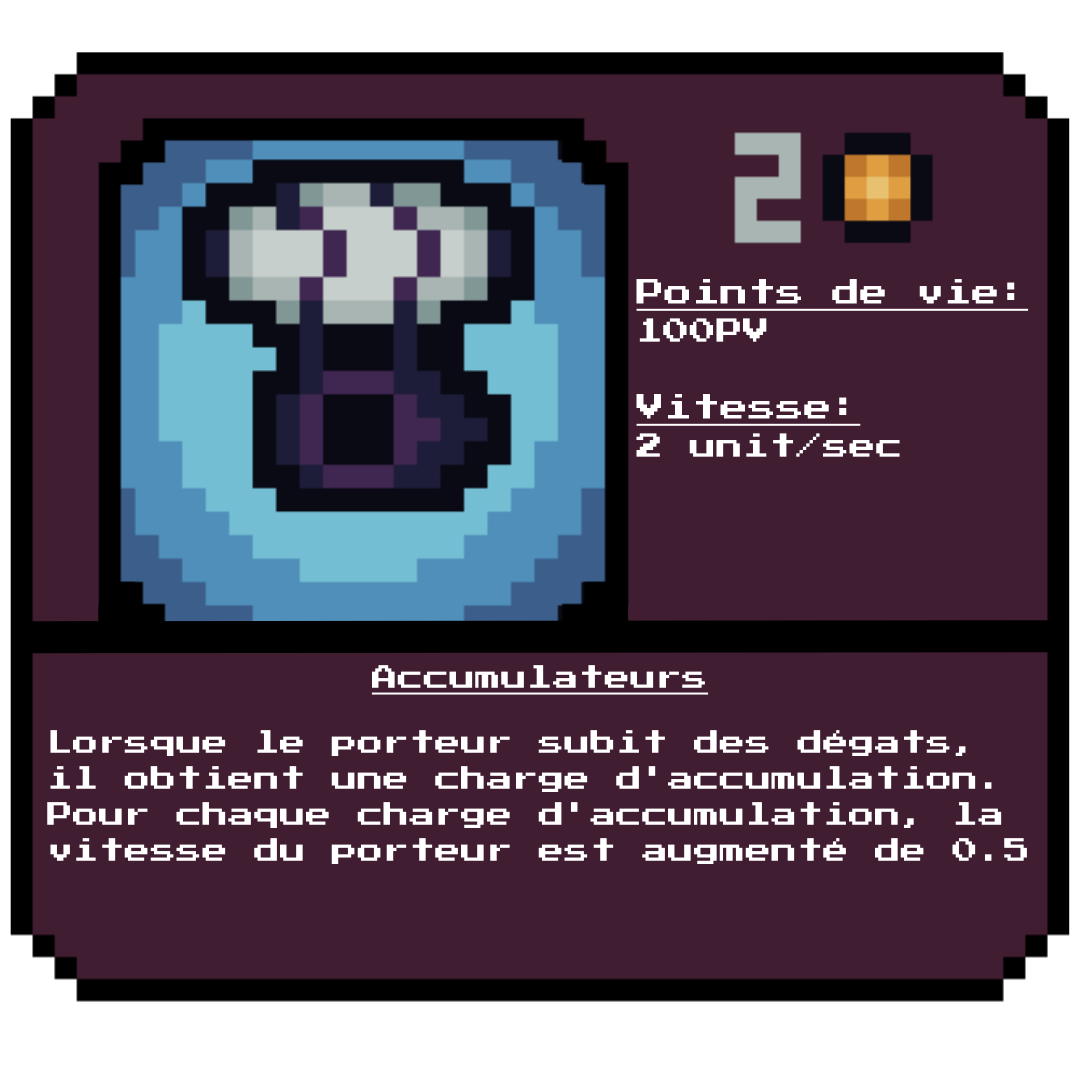 2
Points de vie:
100PV
Vitesse:
2 unit/sec
Accumulateurs
Lorsque le porteur subit des dégats,
il obtient une charge d'accumulation.
Pour chaque charge d'accumulation, la
vitesse du porteur est augmenté de 0.5